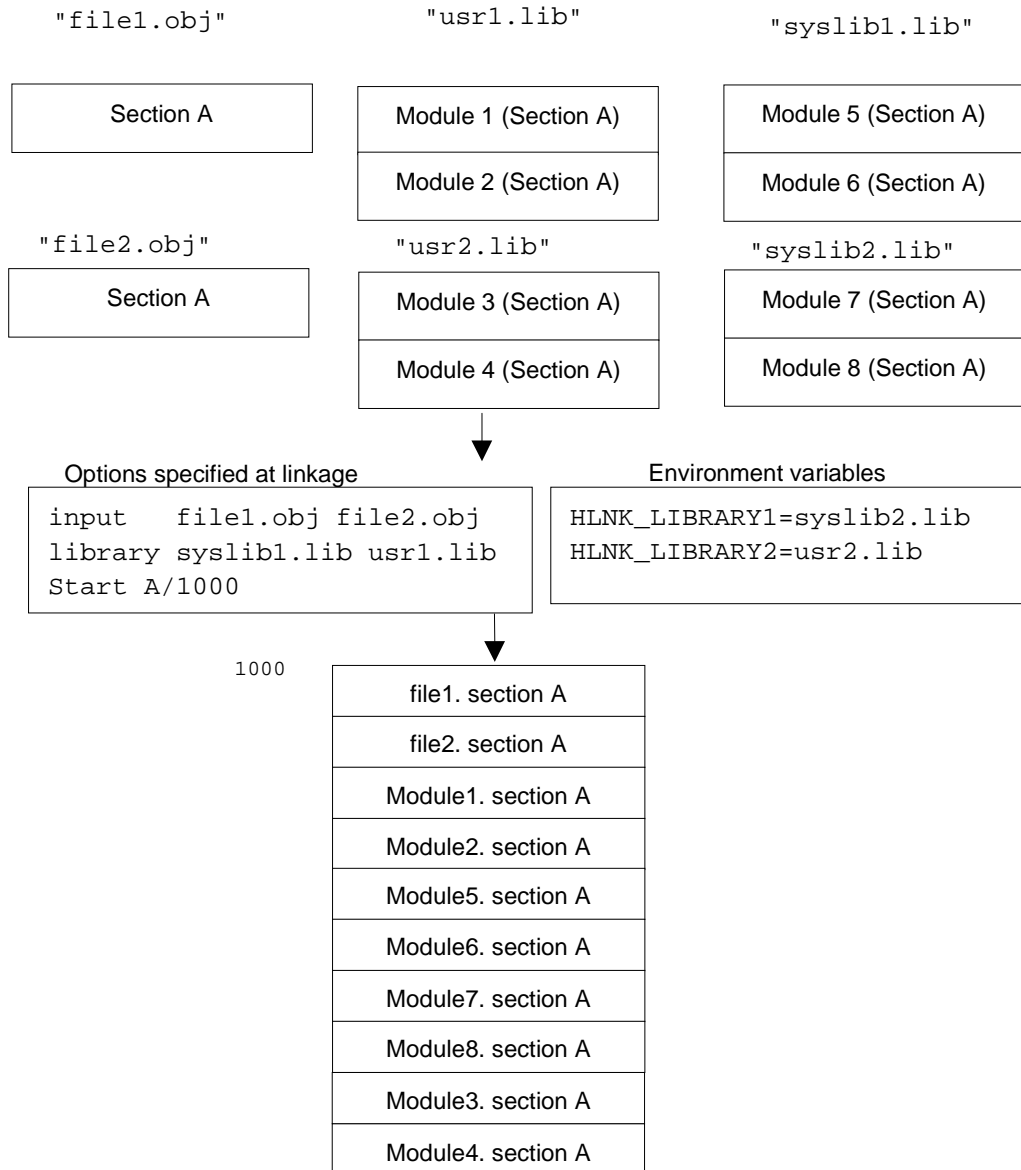 "file1.obj"
"usr1.lib"
"syslib1.lib"
Section A
Module 1 (Section A)
Module 5 (Section A)
Module 2 (Section A)
Module 6 (Section A)
"file2.obj"
"usr2.lib"
"syslib2.lib"
Section A
Module 3 (Section A)
Module 7 (Section A)
Module 4 (Section A)
Module 8 (Section A)
Options specified at linkage
input file1.obj file2.obj
library syslib1.lib usr1.lib
Start A/1000
Environment variables
HLNK_LIBRARY1=syslib2.lib
HLNK_LIBRARY2=usr2.lib
1000
file1. section A
file2. section A
Module1. section A
Module2. section A
Module5. section A
Module6. section A
Module7. section A
Module8. section A
Module3. section A
Module4. section A